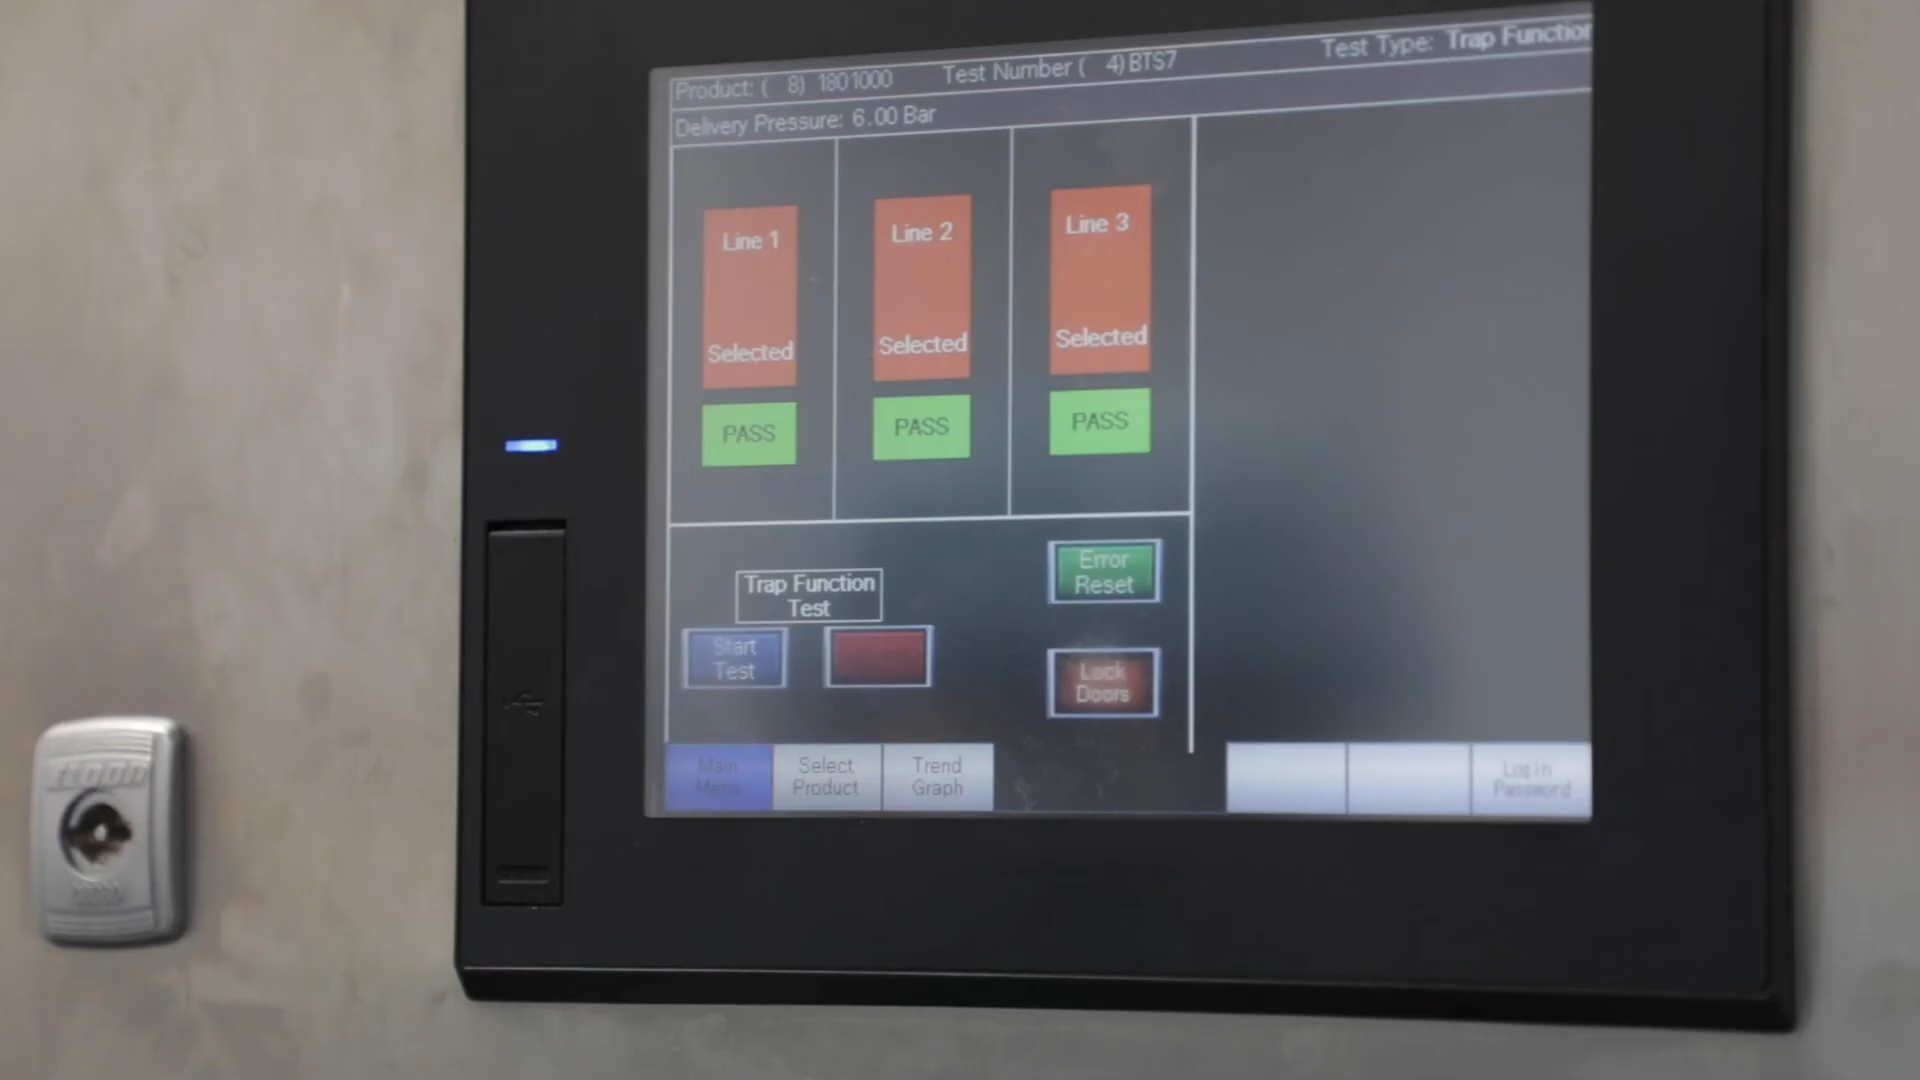 Product: ( 8) 1801000 Test Number ( 4) BTS7 Test Type: Trap Function
Delivery Pressure: 6.00 Bar
Line 1
Selected
PASS
Line 2
Selected
PASS
Line 3
Selected
PASS
Trap Function
Test
Start
Test
Error
Reset
Lock
Doors
Main
Menu
Select
Product
Trend
Graph
Log in
Password